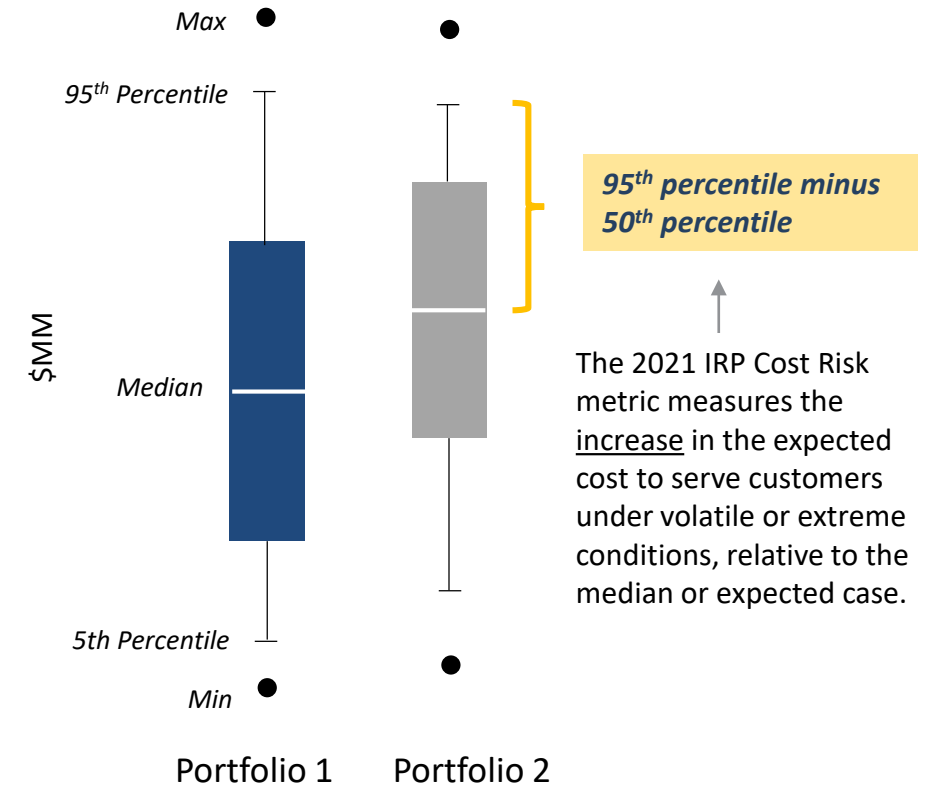 Max
95th Percentile
95th percentile minus
50th percentile
$MM
The 2021 IRP Cost Risk
metric measures the
increase in the expected
cost to serve customers
under volatile or extreme
conditions, relative to the
median or expected case.
Median
5th Percentile
Min
Portfolio 1
Portfolio 2